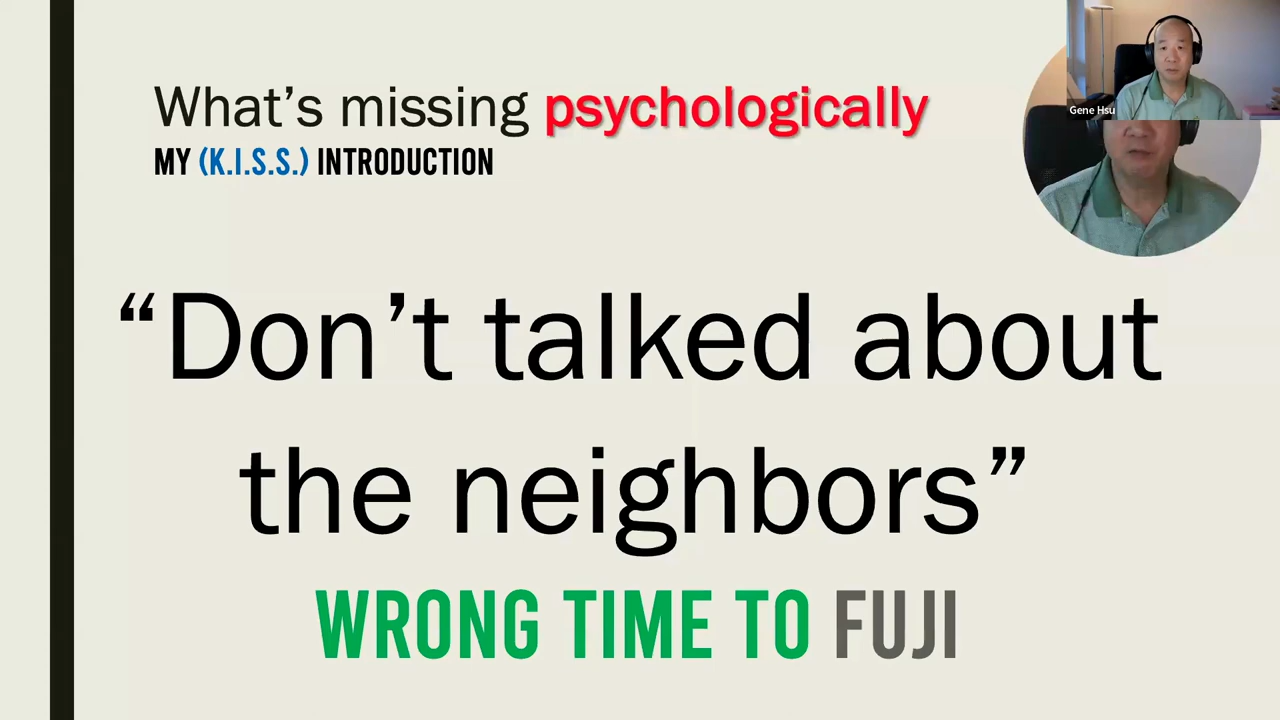 What’s missing psychologically
MY (K.I.S.S.) INTRODUCTION
Gene Hsu
“Don’t talked about
the neighbors”
WRONG TIME TO FUJI